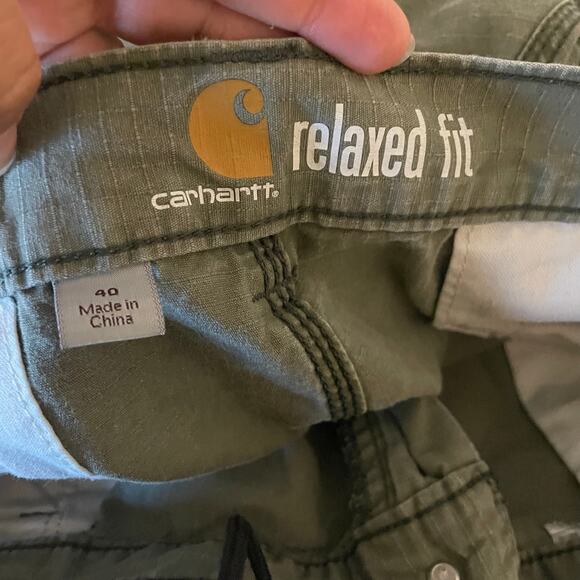 relaxed fit
carhartt®
40
Made in
China